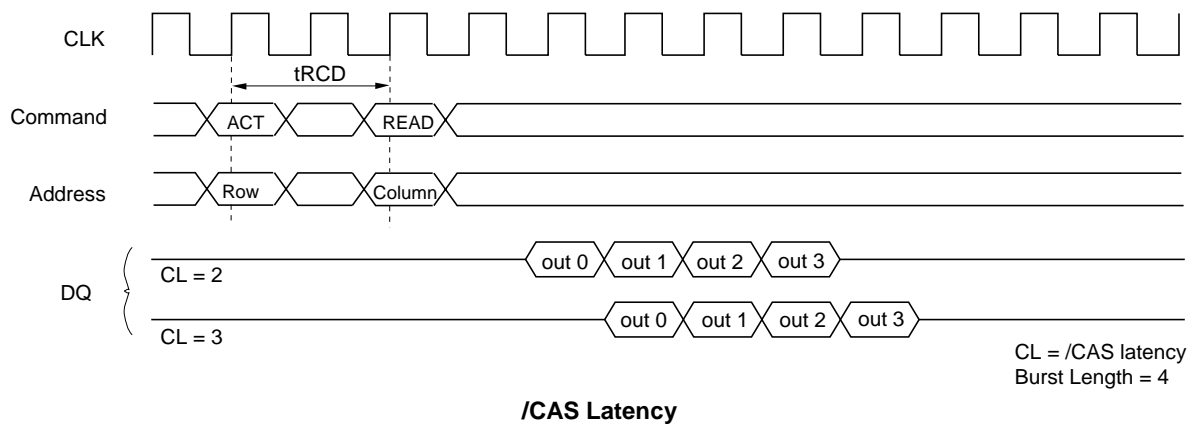 CLK
tRCD
Command
ACT
READ
Address
Row
Column
DQ
CL = 2
out 0
out 1
out 2
out 3
CL = 3
out 0
out 1
out 2
out 3
CL = /CAS latency
Burst Length = 4
/CAS Latency